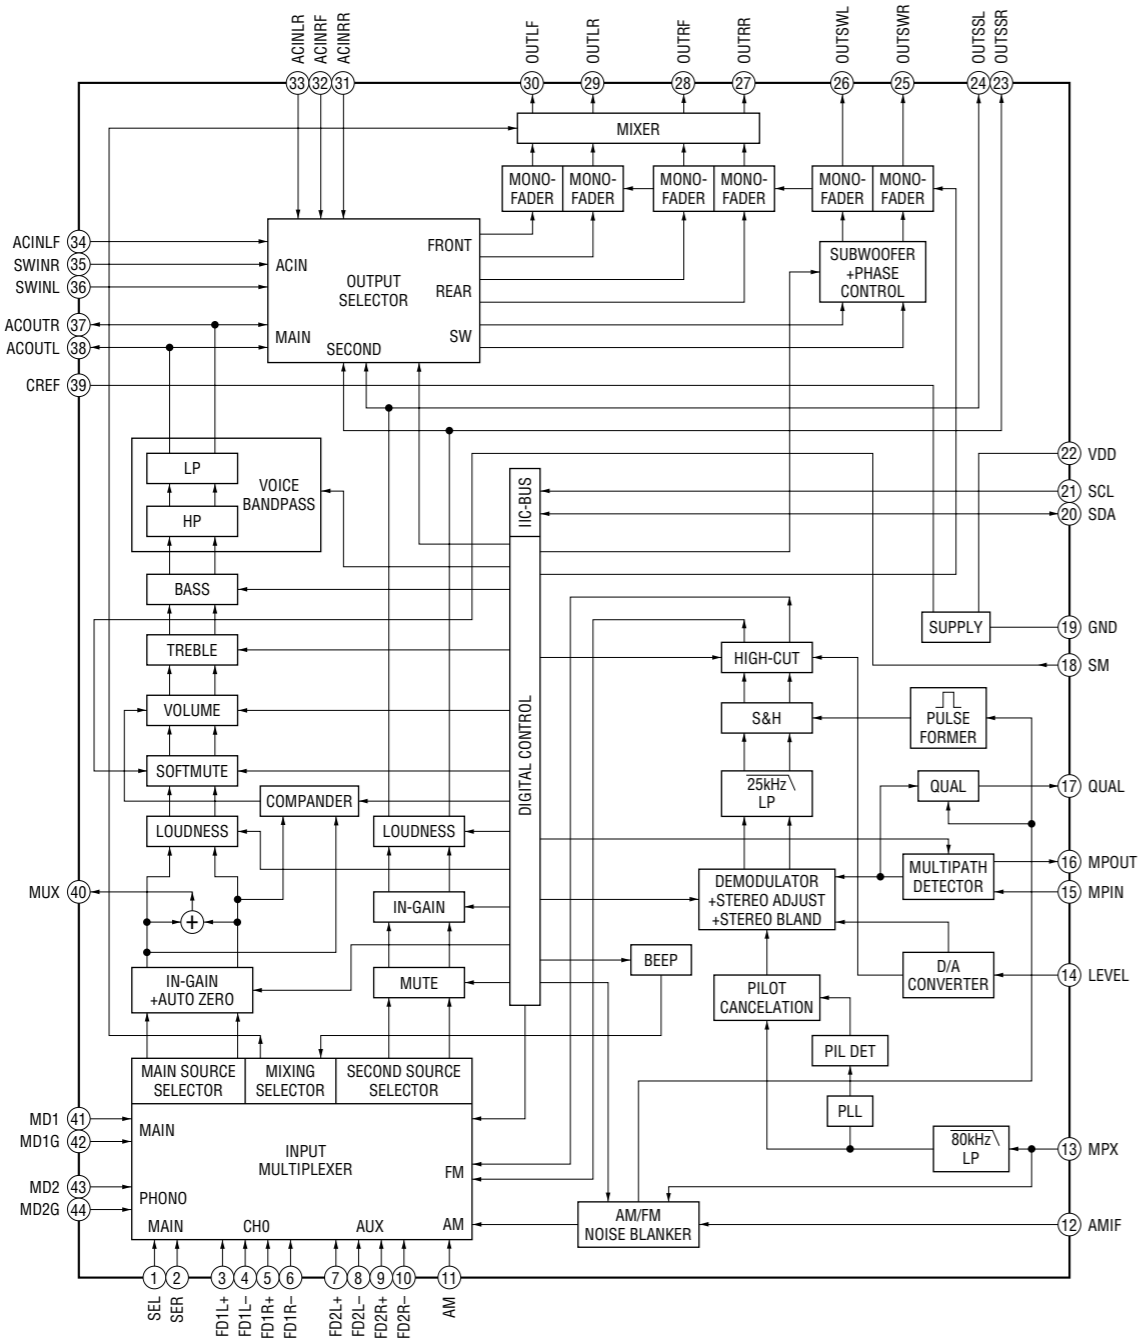 ACINLR
ACINRF
ACINRR
OUTLF
OUTLR
OUTRF
OUTRR
OUTSWL
OUTSWR
OUTSSL
OUTSSR
33 32 31 30 29 28 27 26 25 24 23
MIXER
MONO-
FADER
MONO-
FADER
MONO-
FADER
MONO-
FADER
MONO-
FADER
MONO-
FADER
ACINLF 34
SWINR 35
SWINL 36
ACOUTR 37
ACOUTL 38
CREF 39
ACIN
MAIN
OUTPUT
SELECTOR
FRONT
REAR
SW
SECOND
SUBWOOFER
+PHASE
CONTROL
LP
HP
VOICE
BANDPASS
IIC-BUS
22 VDD
21 SCL
20 SDA
BASS
TREBLE
VOLUME
SOFTMUTE
COMPANDER
LOUDNESS
LOUDNESS
DIGITAL CONTROL
SUPPLY
19 GND
18 SM
HIGH-CUT
S&H
PULSE
FORMER
25kHz
LP
QUAL
17 QUAL
MULTIPATH
DETECTOR
16 MPOUT
15 MPIN
MUX 40
+
IN-GAIN
DEMODULATOR
+STEREO ADJUST
+STEREO BLAND
IN-GAIN
+AUTO ZERO
MUTE
BEEP
PILOT
CANCELATION
D/A
CONVERTER
14 LEVEL
PIL DET
PLL
MAIN SOURCE
SELECTOR
MIXING
SELECTOR
SECOND SOURCE
SELECTOR
MD1 41
MD1G 42
MD2 43
MD2G 44
MAIN
INPUT
MULTIPLEXER
PHONO
FM
MAIN
CH0
AUX
AM
80kHz
LP
13 MPX
AM/FM
NOISE BLANKER
12 AMIF
1 2 3 4 5 6 7 8 9 10 11
SEL
SER
FD1L+
FD1L−
FD1R+
FD1R−
FD2L+
FD2L−
FD2R+
FD2R−
AM